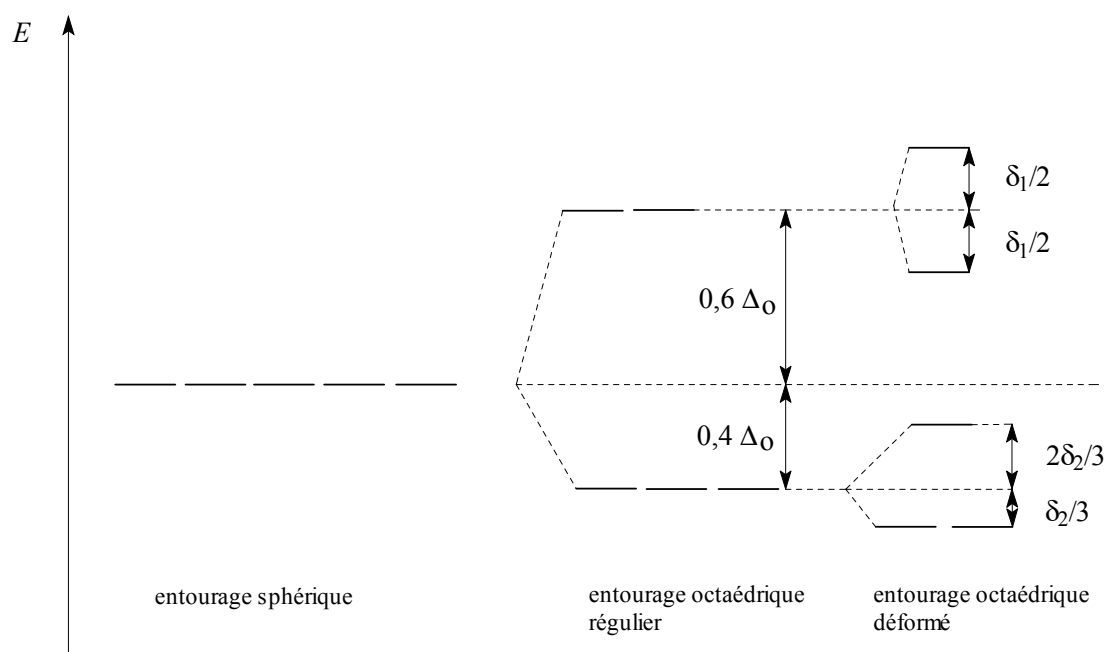 E
δ₁/2
δ₁/2
0,6 Δₒ
0,4 Δₒ
2δ₂/3
δ₂/3
entourage sphérique
entourage octaédrique
régulier
entourage octaédrique
déformé